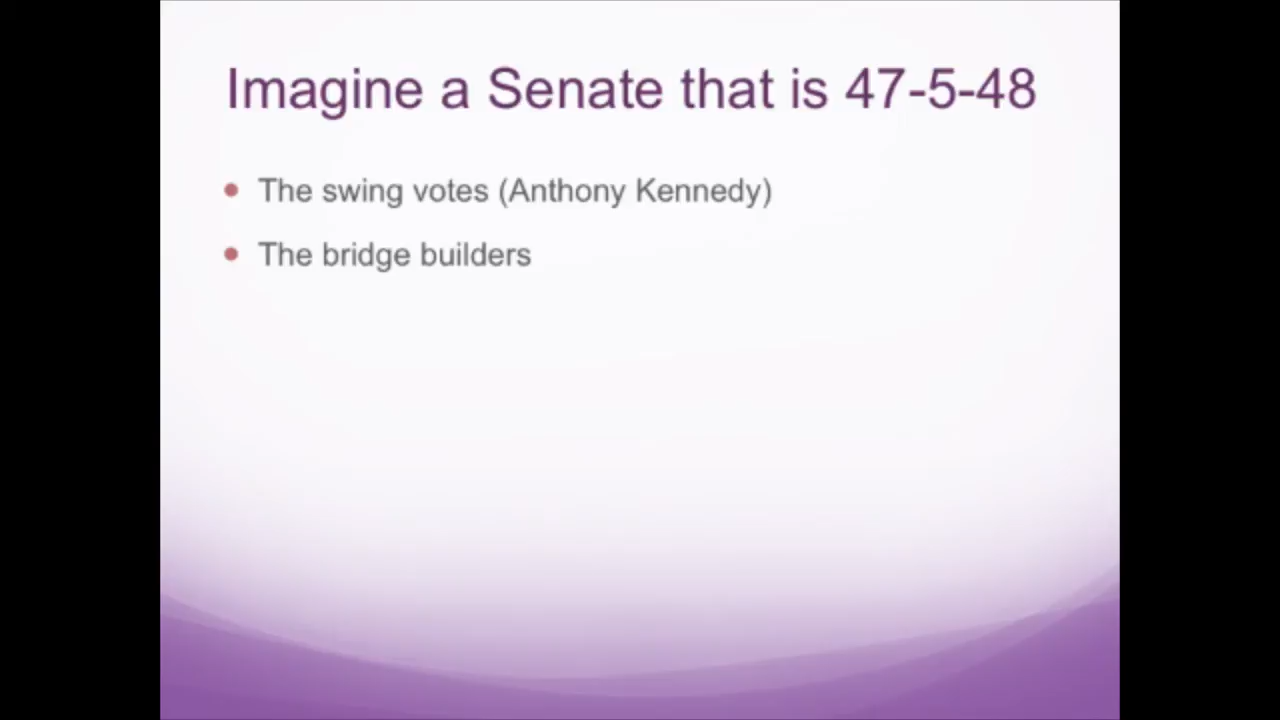 Imagine a Senate that is 47-5-48
The swing votes (Anthony Kennedy)
The bridge builders